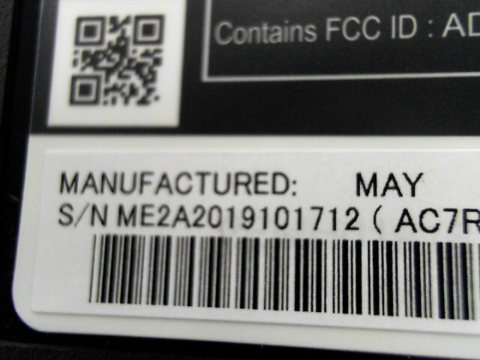 Contains FCC ID : AD
MANUFACTURED: MAY
S/N ME2A2019101712 ( AC7R